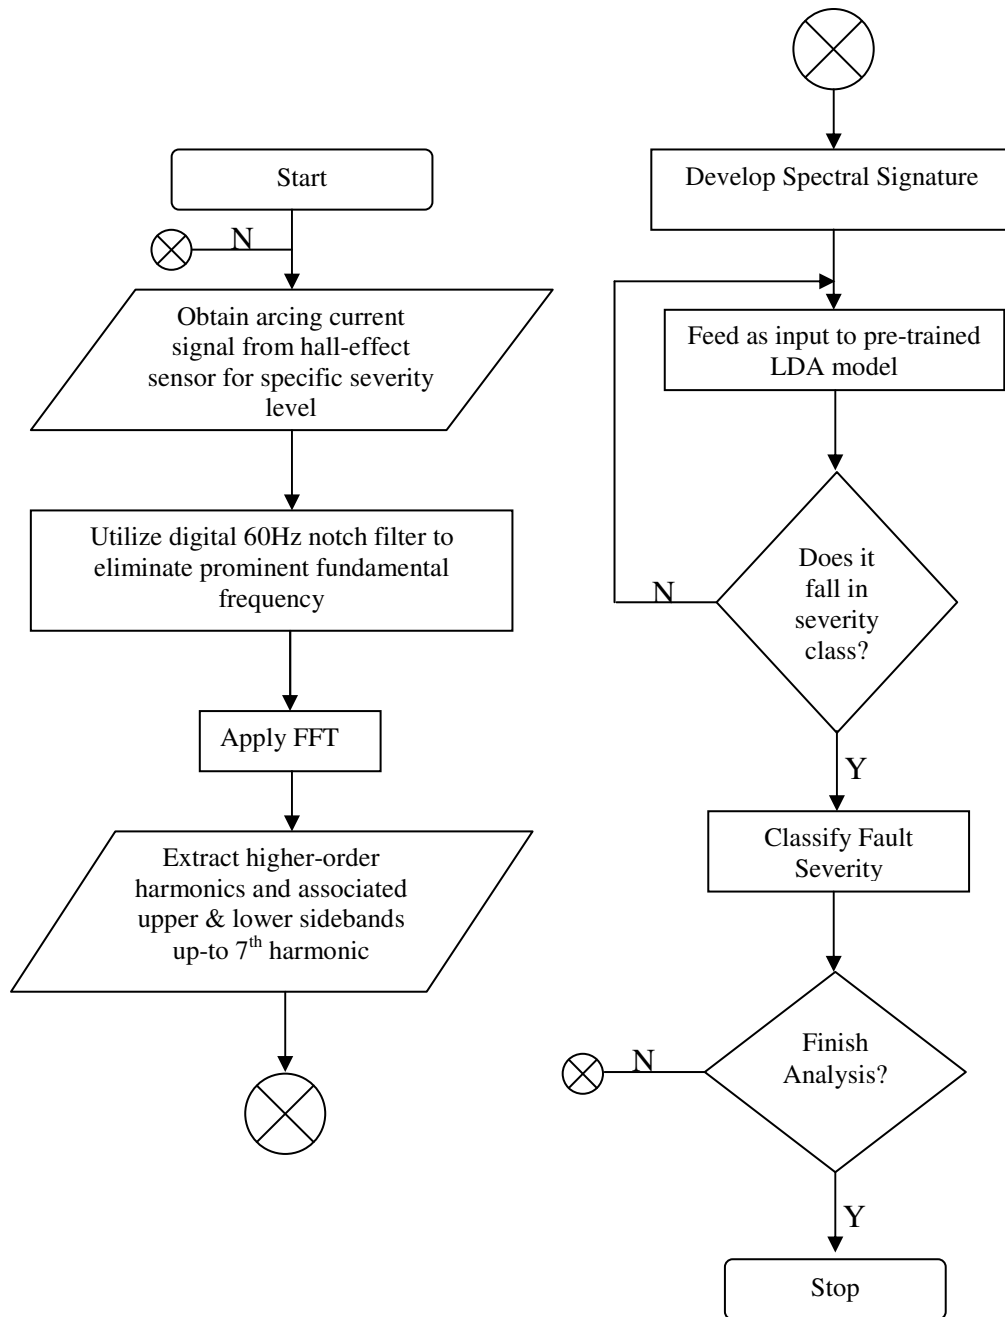 Start
N
Obtain arcing current
signal from hall-effect
sensor for specific severity
level
Utilize digital 60Hz notch filter to
eliminate prominent fundamental
frequency
Apply FFT
Extract higher-order
harmonics and associated
upper & lower sidebands
up-to 7th harmonic
Develop Spectral Signature
Feed as input to pre-trained
LDA model
Does it
fall in
severity
class?
N
Y
Classify Fault
Severity
Finish
Analysis?
N
Y
Stop